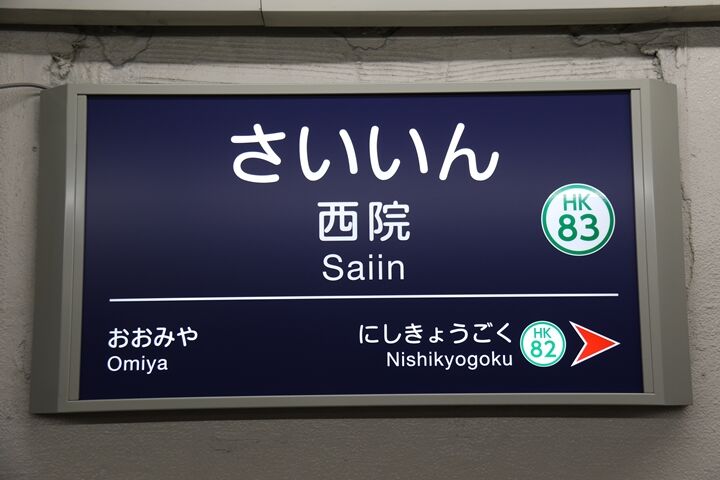 さいいん
西院
Saiin
HK
83
おおみや
Omiya
にしきょうごく
Nishikyogoku
HK
82